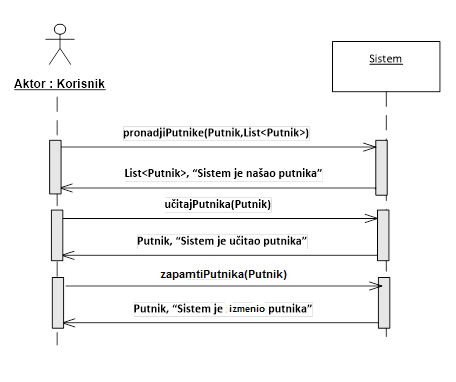 Sistem
Aktor : Korisnik
pronadjiPutnike(Putnik,List<Putnik>)
List<Putnik>, “Sistem je našao putnika”
učitajPutnika(Putnik)
Putnik, “Sistem je učitao putnika”
zapamtiPutnika(Putnik)
Putnik, “Sistem je izmenio putnika”